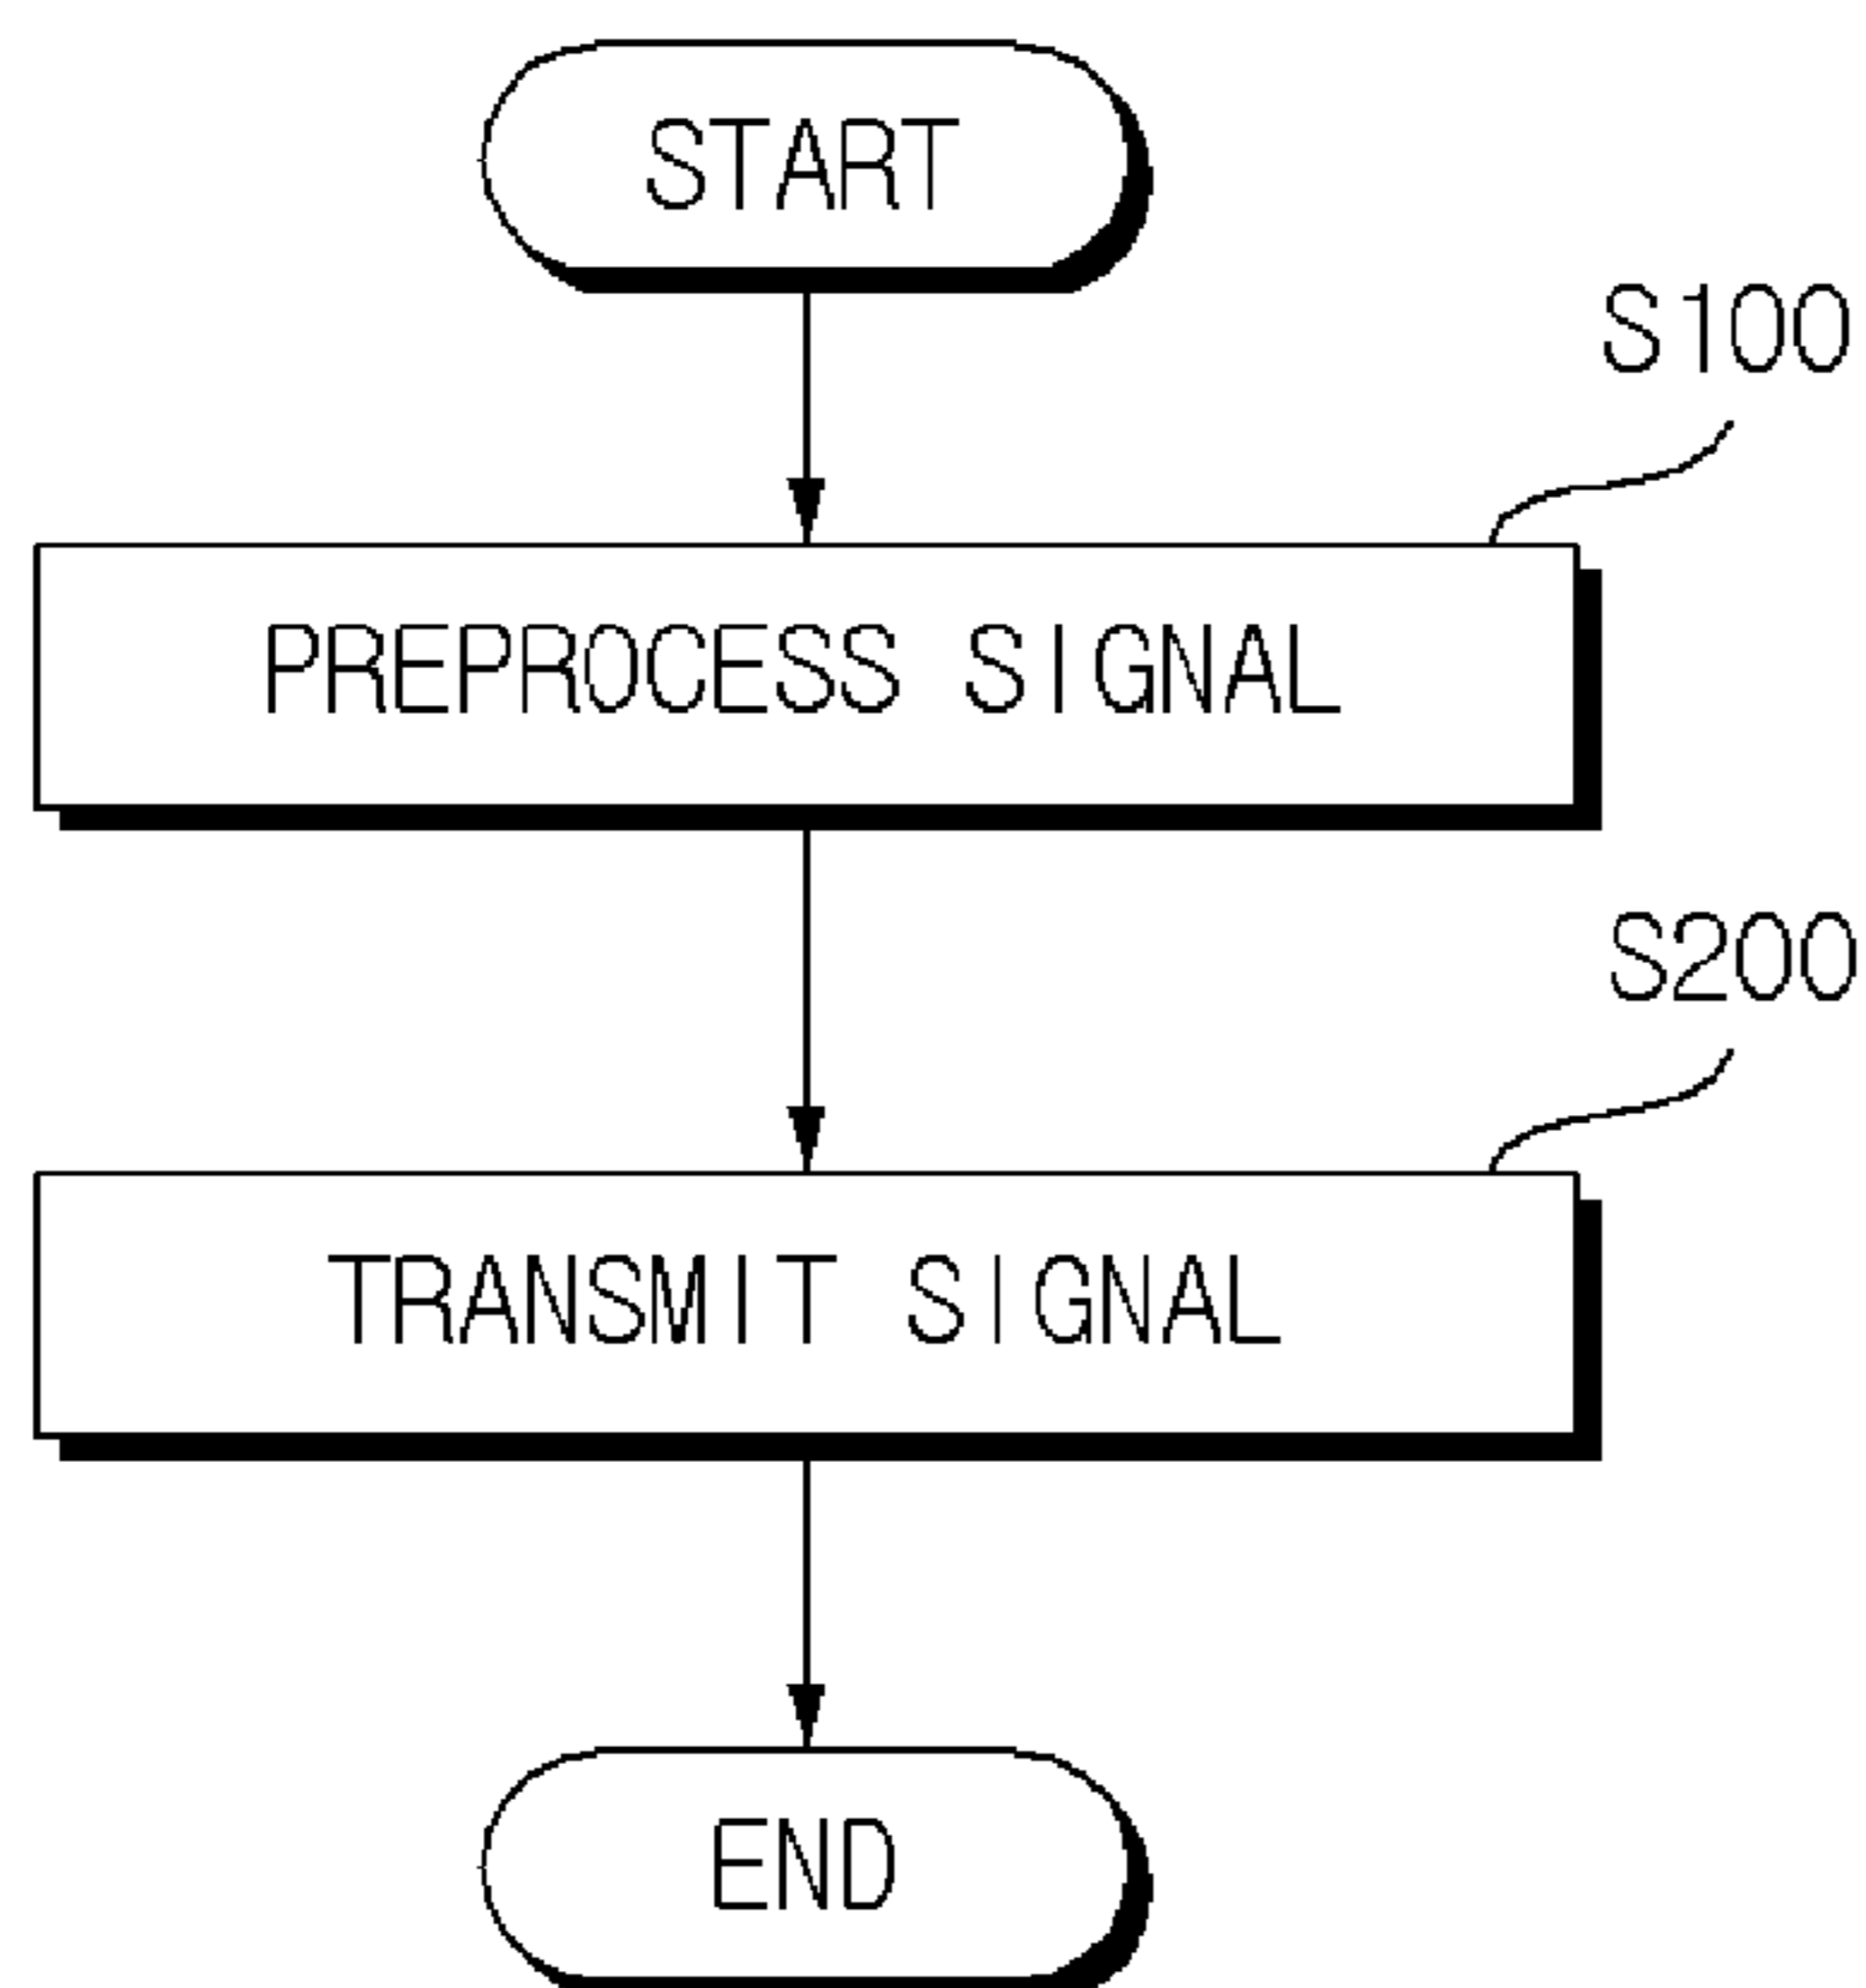 START
S100
PREPROCESS SIGNAL
S200
TRANSMIT SIGNAL
END